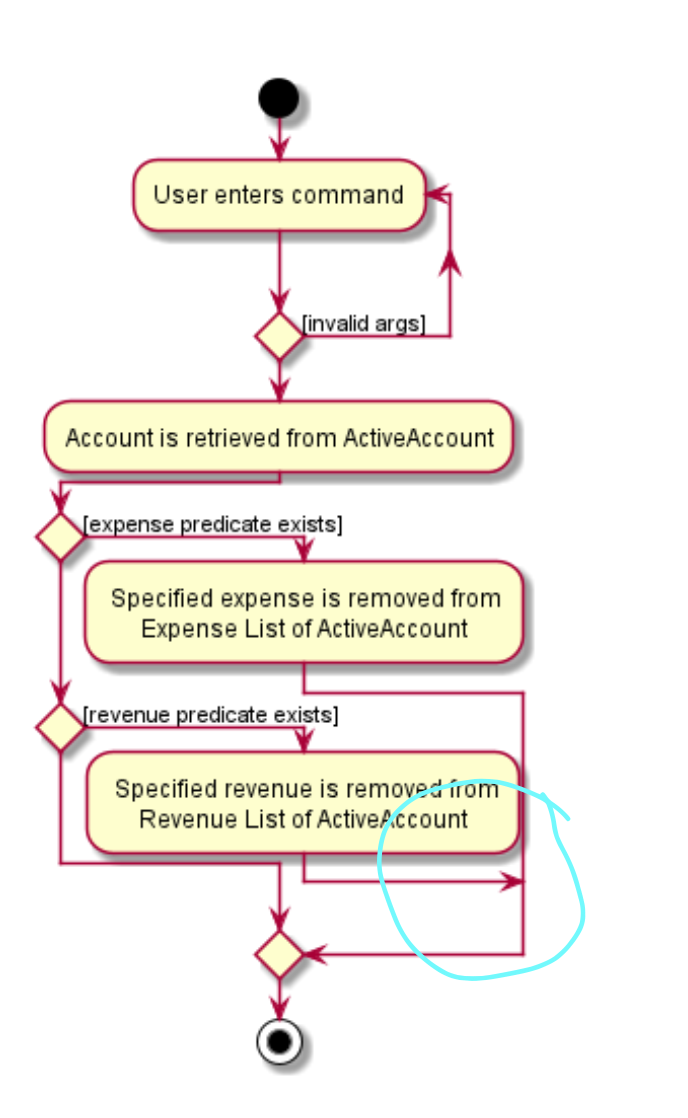 User enters command
[invalid args]
Account is retrieved from ActiveAccount
[expense predicate exists]
Specified expense is removed from
Expense List of ActiveAccount
[revenue predicate exists]
Specified revenue is removed from
Revenue List of ActiveAccount